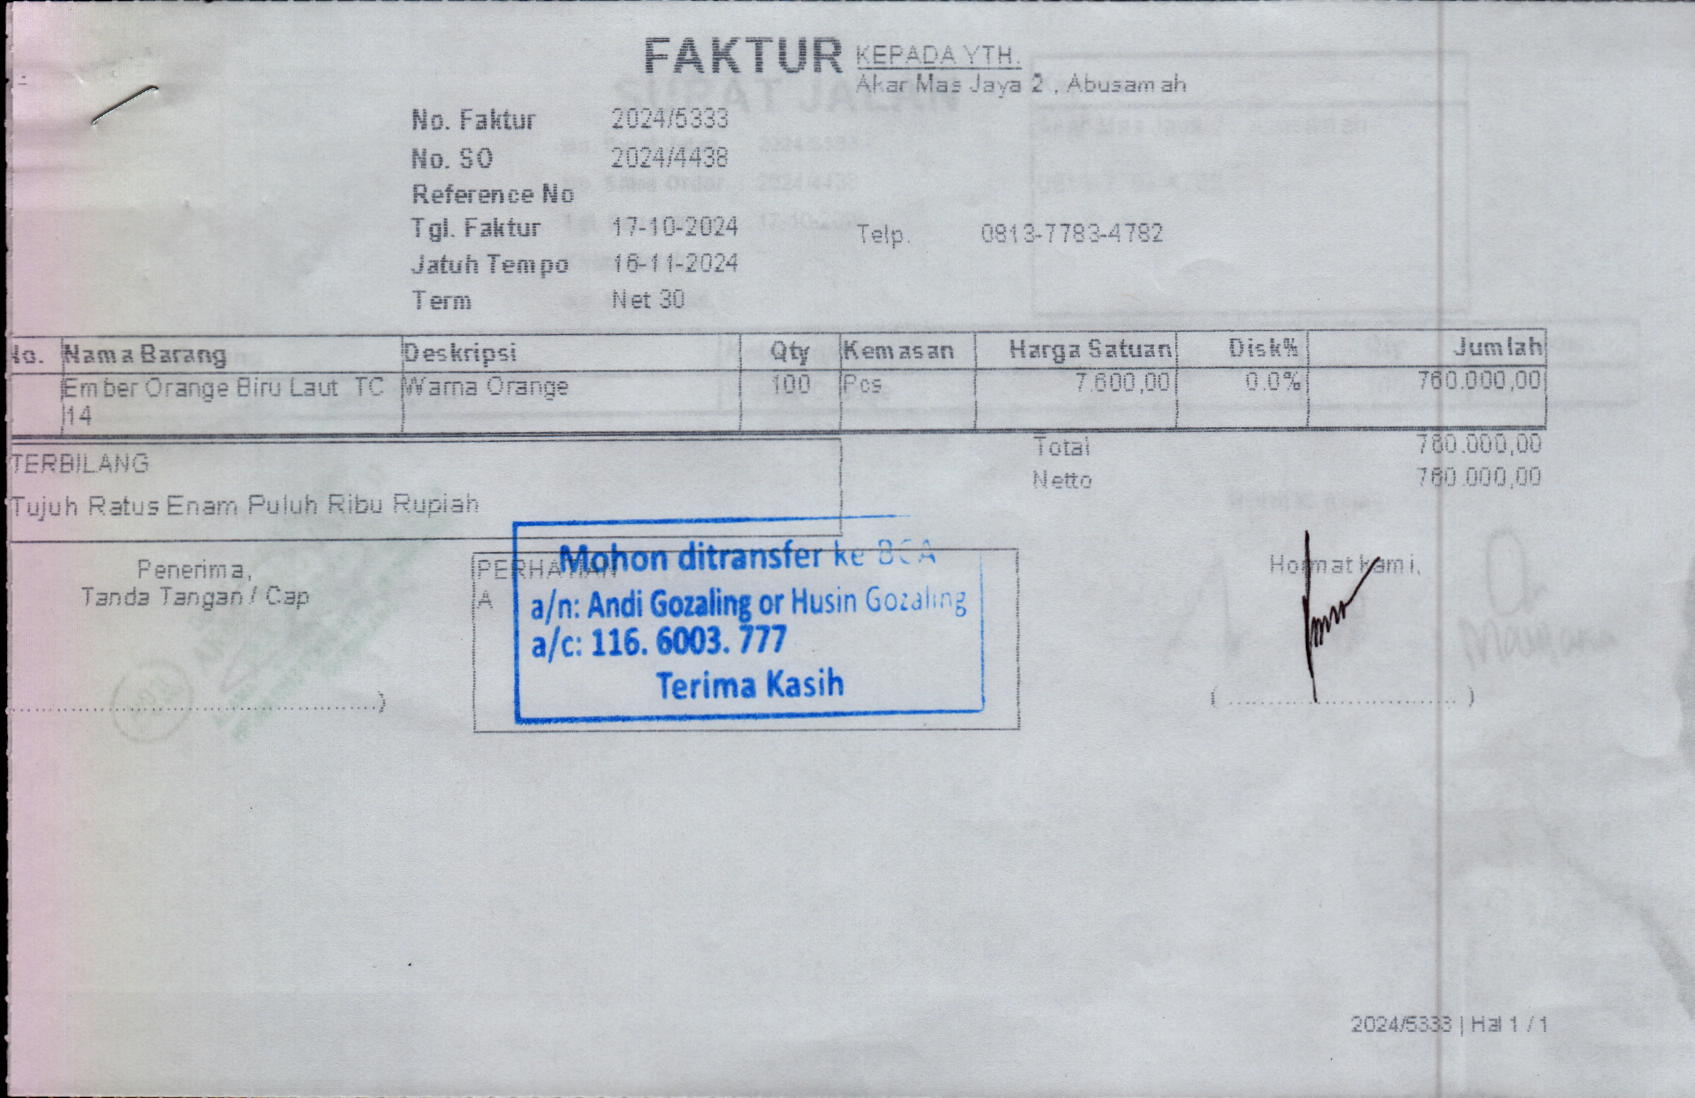 FAKTUR
KEPADA YTH.
Akar Mas Jaya 2 , Abusamah
No. Faktur 2024/5333
No. SO 2024/4438
Reference No
Tgl. Faktur 17-10-2024
Telp. 0813-7783-4782
Jatuh Tempo 16-11-2024
Term Net 30
No. Nama Barang Deskripsi Qty Kemasan Harga Satuan Disk% Jumlah
Ember Orange Biru Laut TC Warna Orange 100 Pcs 7.600,00 0.0% 760.000,00
14
Total 760.000,00
TERBILANG
Netto 760.000,00
Tujuh Ratus Enam Puluh Ribu Rupiah
Penerima,
Tanda Tangan / Cap
PERHATIAN
A
Mohon ditransfer ke BCA
a/n: Andi Gozaling or Husin Gozaling
a/c: 116. 6003. 777
Terima Kasih
Hormat kami,
2024/5333 | Hal 1 / 1